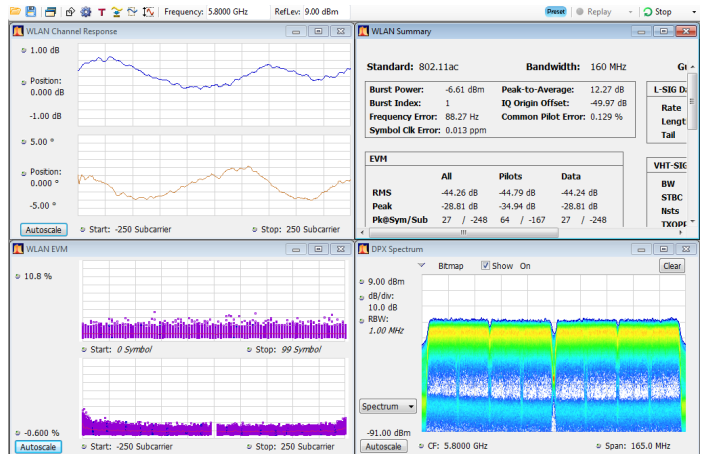 Frequency: 5.8000 GHz RefLev: 9.00 dBm Preset Replay Stop
WLAN Channel Response
1.00 dB
Position:
0.000 dB
-1.00 dB
5.00 °
Position:
0.000 °
-5.00 °
Autoscale Start: -250 Subcarrier Stop: 250 Subcarrier
WLAN Summary
Standard: 802.11ac Bandwidth: 160 MHz
Burst Power: -6.61 dBm Peak-to-Average: 12.27 dB
Burst Index: 1 IQ Origin Offset: -49.97 dB
Frequency Error: 88.27 Hz Common Pilot Error: 0.129 %
Symbol Clk Error: 0.013 ppm
L-SIG
Rate
Lengt
Tail
EVM
All Pilots Data
RMS -44.26 dB -44.79 dB -44.24 dB
Peak -28.81 dB -34.94 dB -28.81 dB
Pk@Sym/Sub 27 / -248 64 / -167 27 / -248
VHT-SIG
BW
STBC
Nsts
TXOPF
WLAN EVM
10.8 %
Start: 0 Symbol Stop: 99 Symbol
-0.600 %
Autoscale Start: -250 Subcarrier Stop: 250 Subcarrier
DPX Spectrum
Bitmap Show On Clear
9.00 dBm
dB/div:
10.0 dB
RBW:
1.00 MHz
Spectrum
-91.00 dBm
Autoscale CF: 5.8000 GHz Span: 165.0 MHz